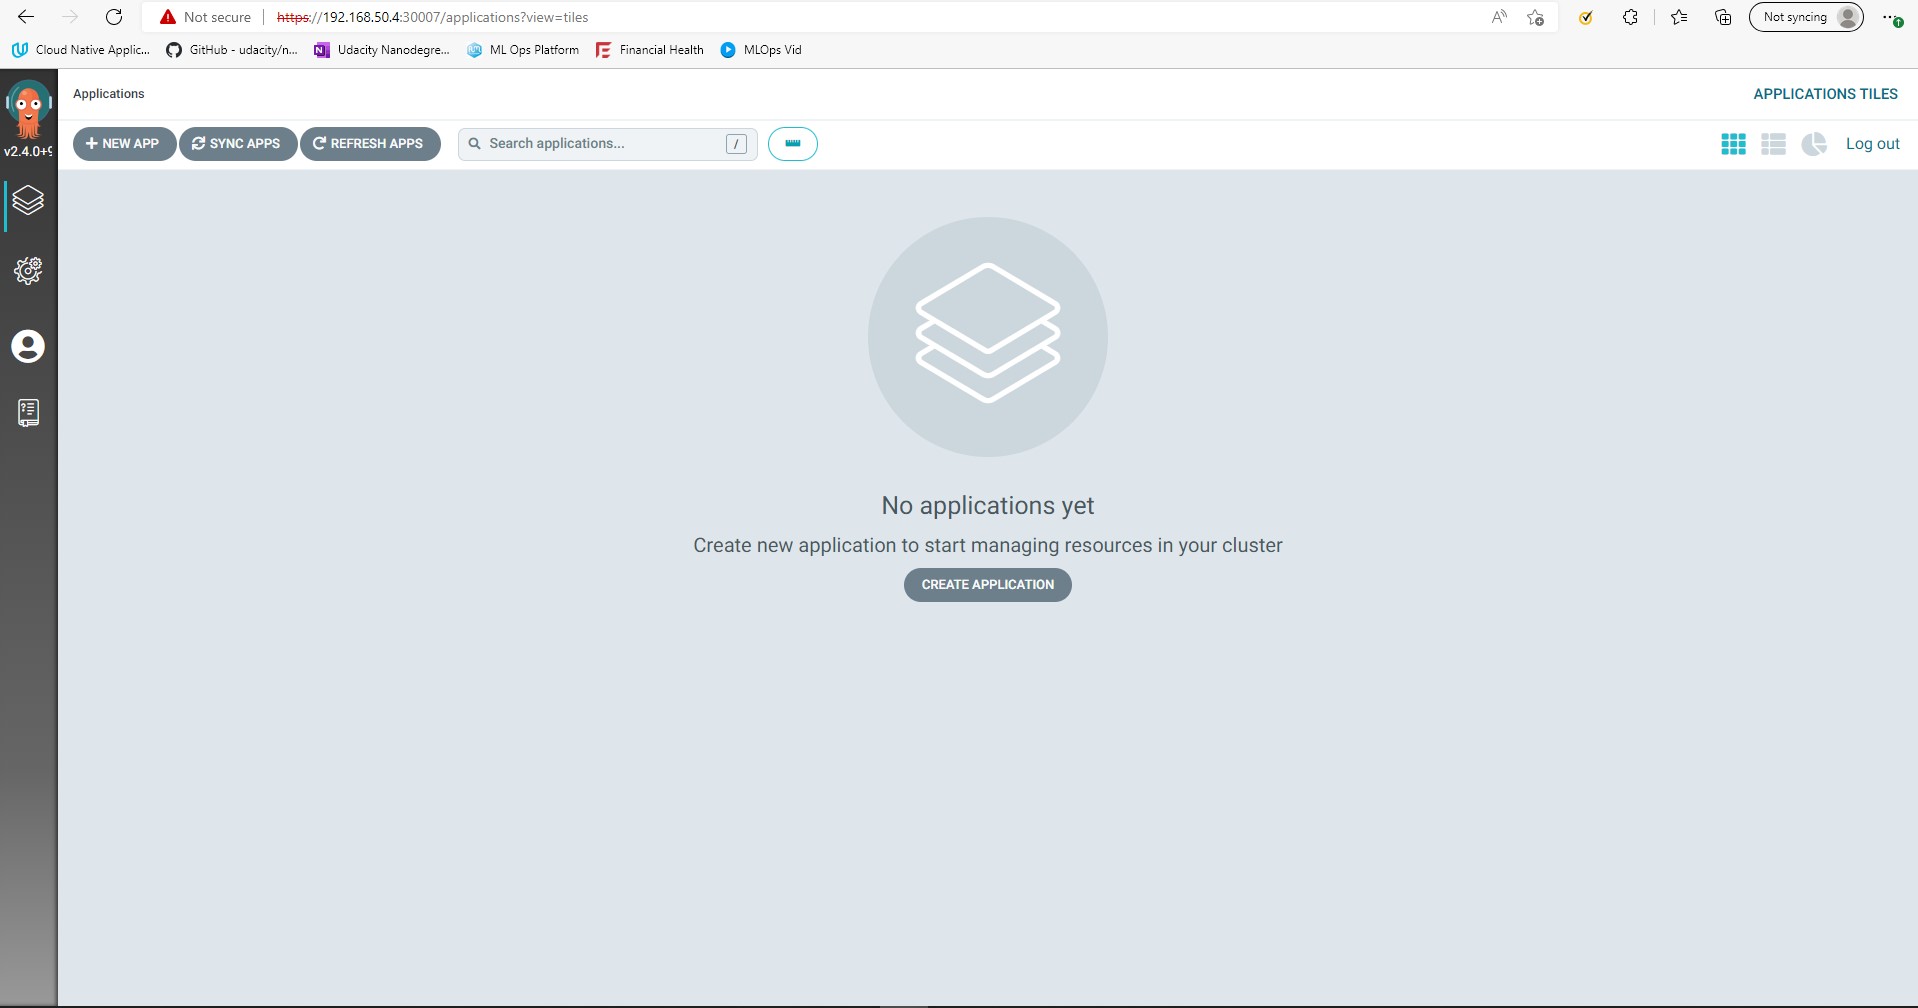 Not secure https://192.168.50.4:30007/applications?view=tiles Not syncing
Cloud Native Applic... GitHub - udacity/n... Udacity Nanodegre... ML Ops Platform Financial Health MLOps Vid
Applications APPLICATIONS TILES
NEW APP SYNC APPS REFRESH APPS Search applications... / Log out
v2.4.0+9
No applications yet
Create new application to start managing resources in your cluster
CREATE APPLICATION